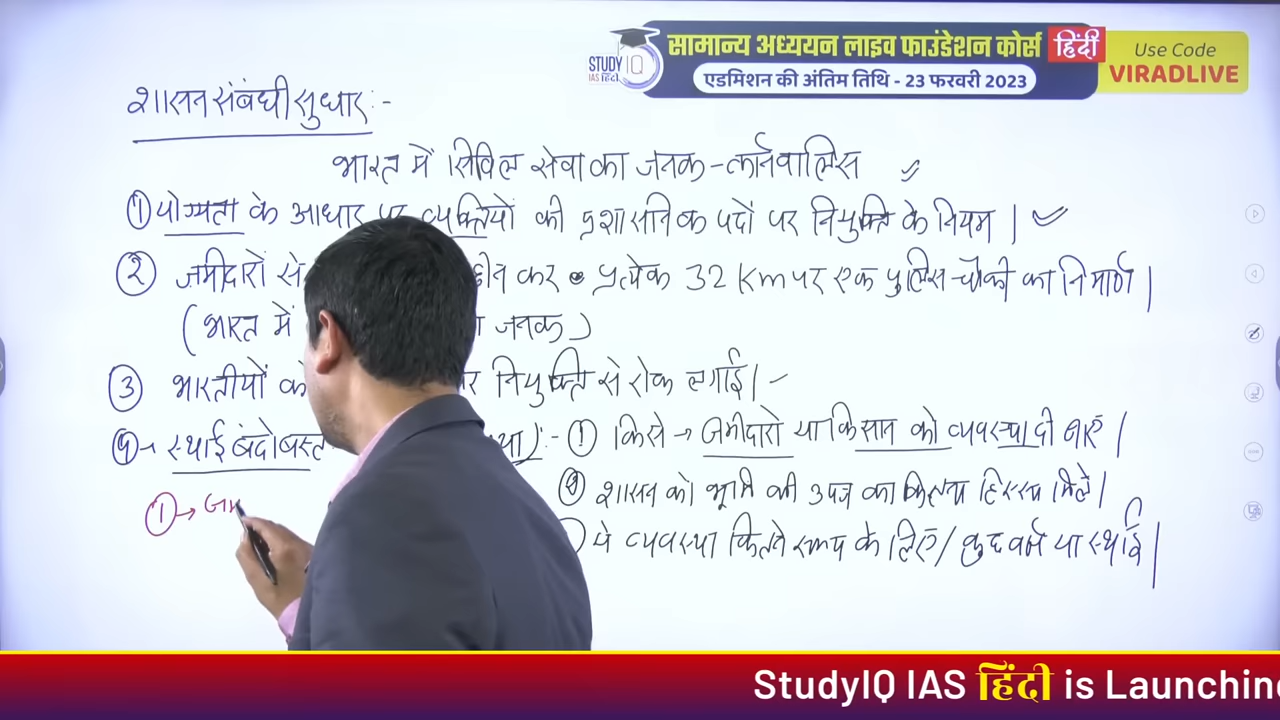 STUDY IQ
IAS हिंदी
सामान्य अध्ययन लाइव फाउंडेशन कोर्स हिंदी
एडमिशन की अंतिम तिथि - 23 फरवरी 2023
Use Code
VIRADLIVE
शासन संबंधी सुधार :-
भारत में सिविल सेवा का जनक - कार्नवालिस
① योग्यता के आधार पर व्यक्तियों की प्रशासनिक पदों पर नियुक्ति के नियम |
② जमींदारों से कर प्रत्येक 32 Km पर एक पुलिस चौकी का निर्माण |
(भारत में जनक)
③ भारतीयों को नियुक्ति से रोक लगाई |
स्थाई बंदोबस्त :- ① किसे → जमींदारो या किसान को व्यवस्था दी जाएँ |
② शासन को भूमि की उपज का कितना हिस्सा मिले |
ये व्यवस्था कितने समय के लिए / कुछ वर्ष या स्थाई |
① →
StudyIQ IAS हिंदी is Launchin